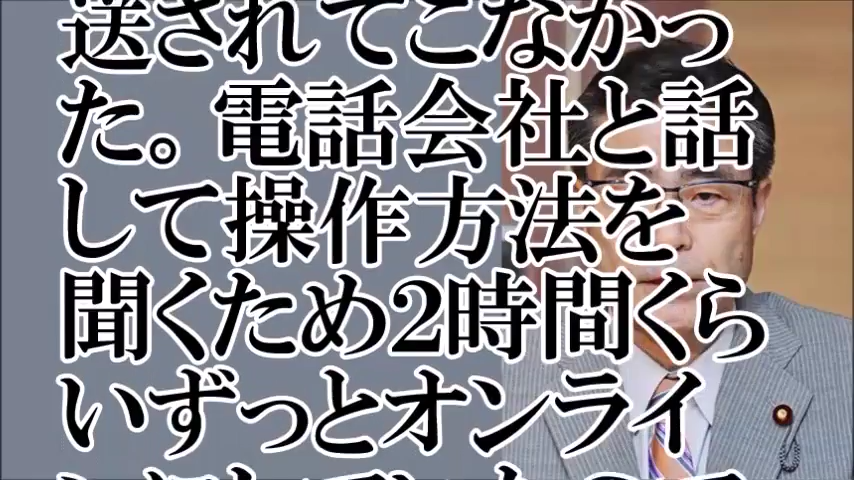 送されてこなかっ
た。電話会社と話
して操作方法を
聞くため2時間くら
いずっとオンライ